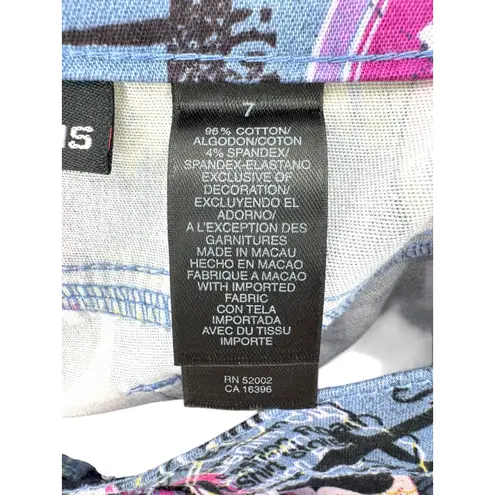 7
96% COTTON/
ALGODON/COTON
4% SPANDEX/
SPANDEX-ELASTANO
EXCLUSIVE OF
DECORATION/
EXCLUYENDO EL
ADORNO/
A L'EXCEPTION DES
GARNITURES
MADE IN MACAU
HECHO EN MACAO
FABRIQUE A MACAO
WITH IMPORTED
FABRIC
CON TELA
IMPORTADA
AVEC DU TISSU
IMPORTE
RN 52002
CA 16396